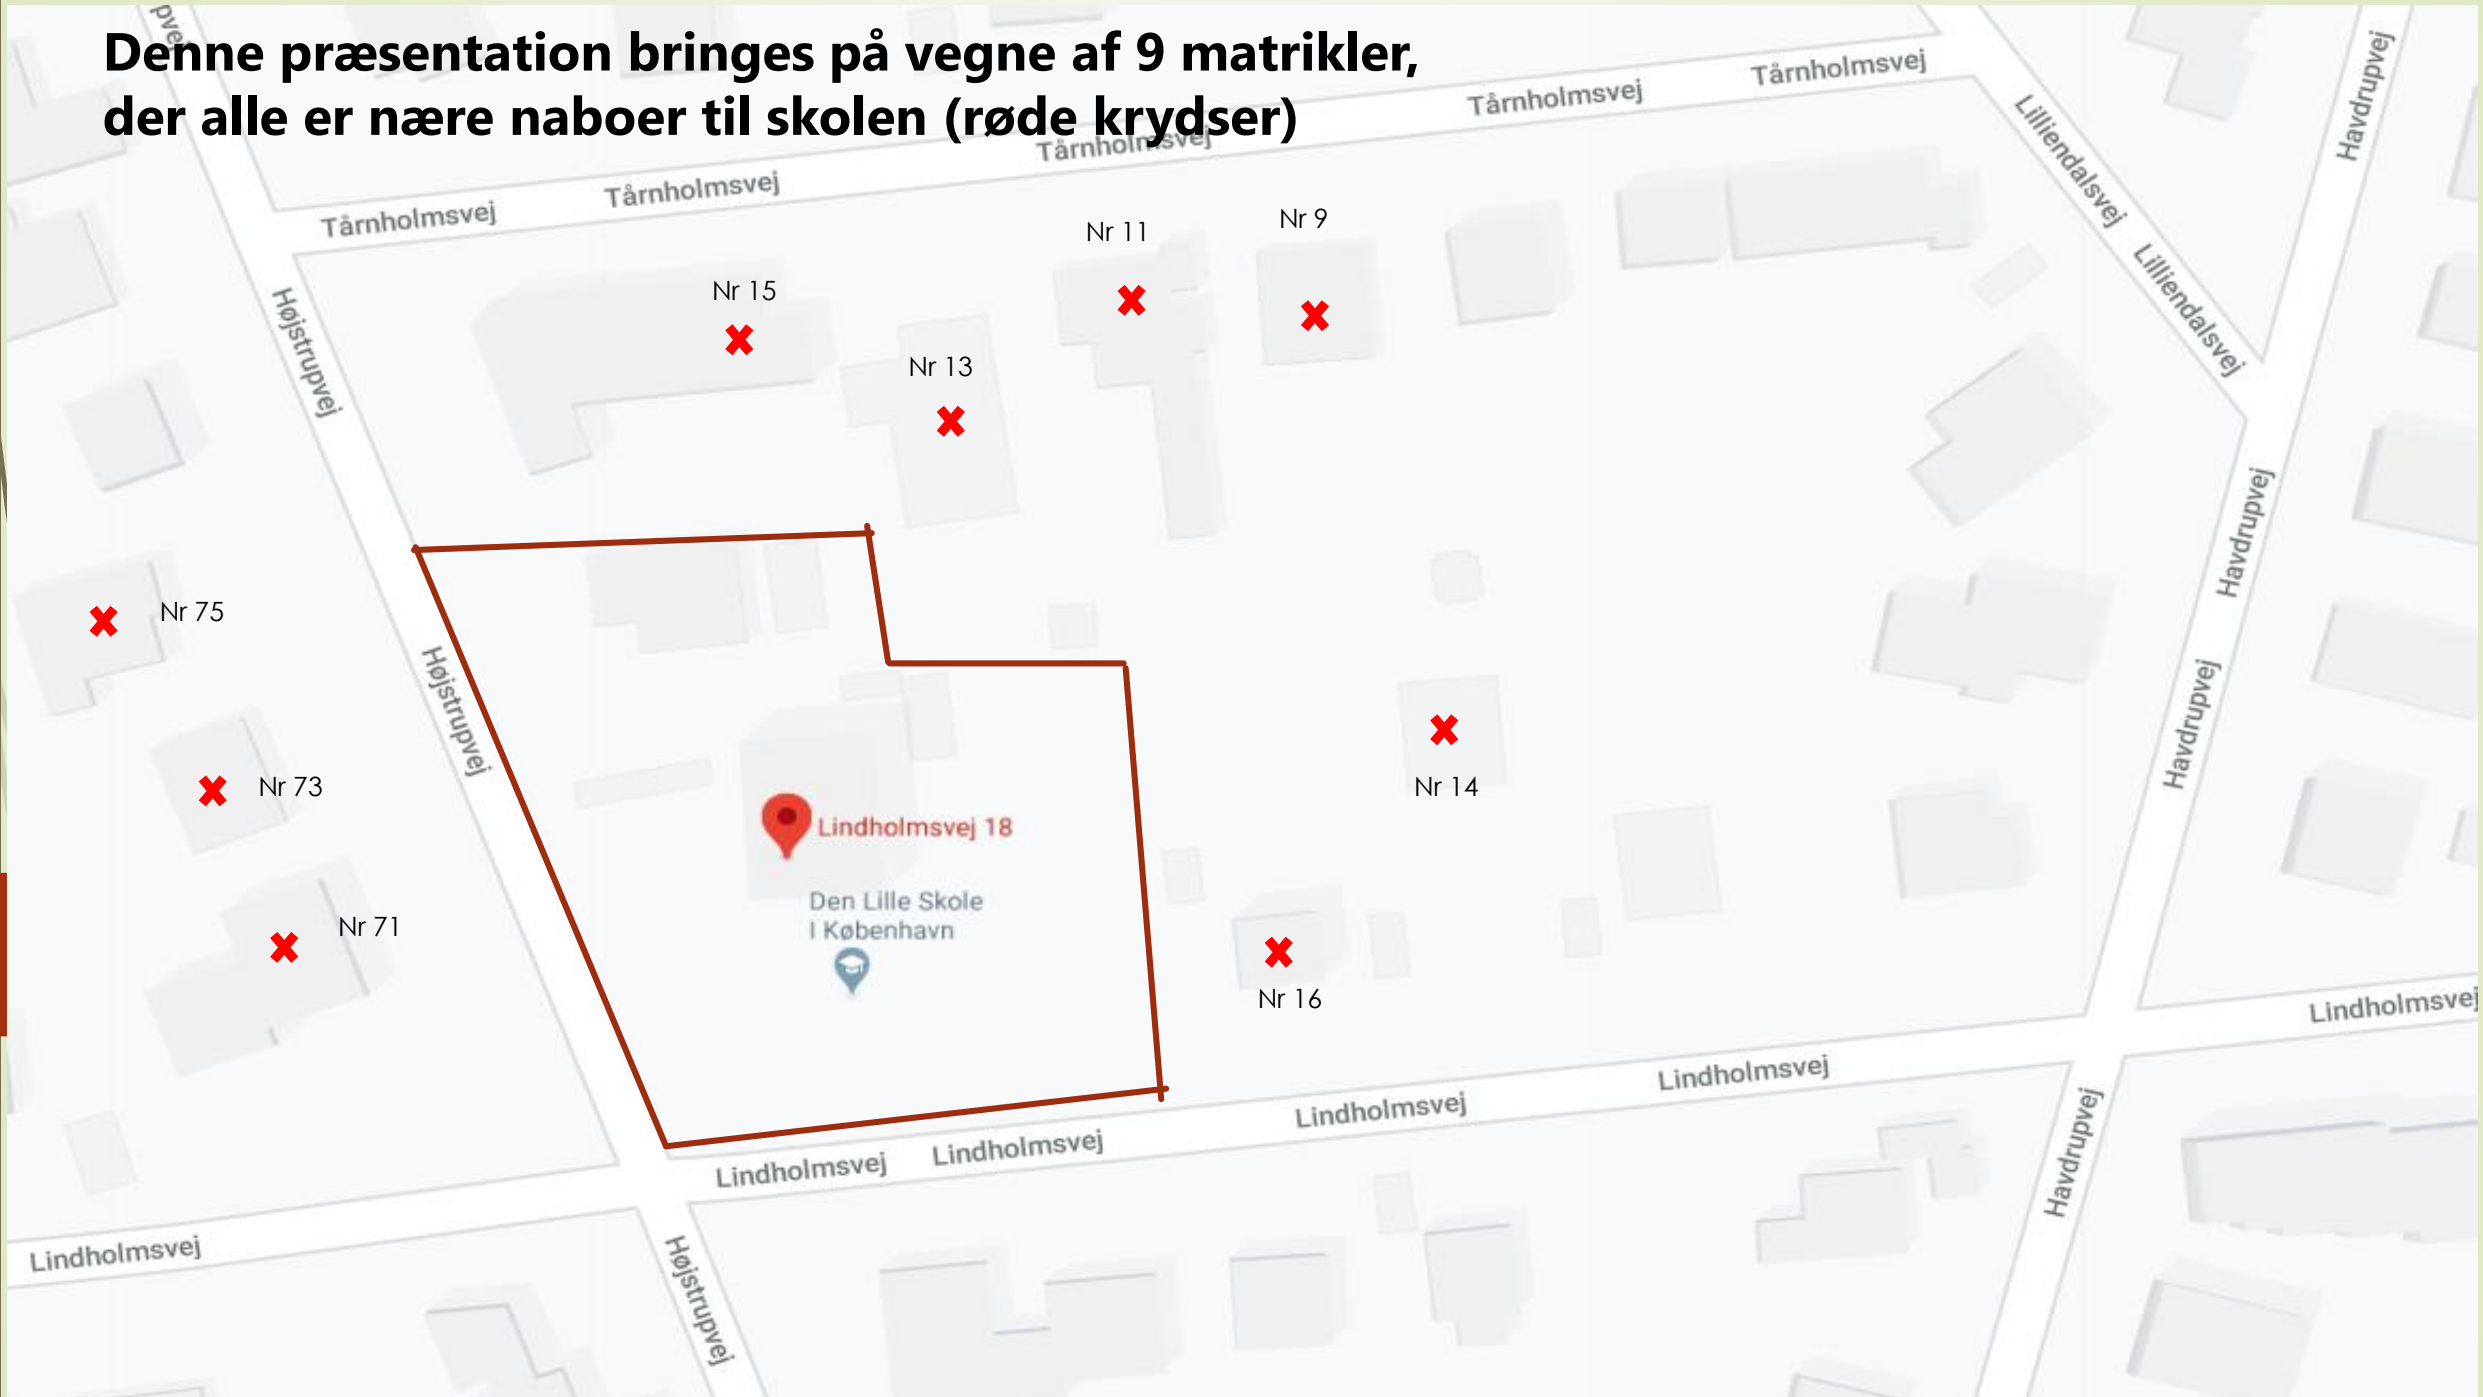 Denne præsentation bringes på vegne af 9 matrikler,
der alle er nære naboer til skolen (røde krydser)
Tårnholmsvej
Tårnholmsvej
Tårnholmsvej
Tårnholmsvej
Tårnholmsvej
Lilliendalsvej
Lilliendalsvej
Havdrupvej
Højstrupvej
Nr 15
Nr 13
Nr 11
Nr 9
Havdrupvej
Nr 75
Højstrupvej
Havdrupvej
Nr 73
Nr 14
Lindholmsvej 18
Den Lille Skole
I København
Nr 71
Nr 16
Lindholmsvej
Lindholmsvej
Lindholmsvej
Lindholmsvej
Lindholmsvej
Havdrupvej
Lindholmsvej
Højstrupvej